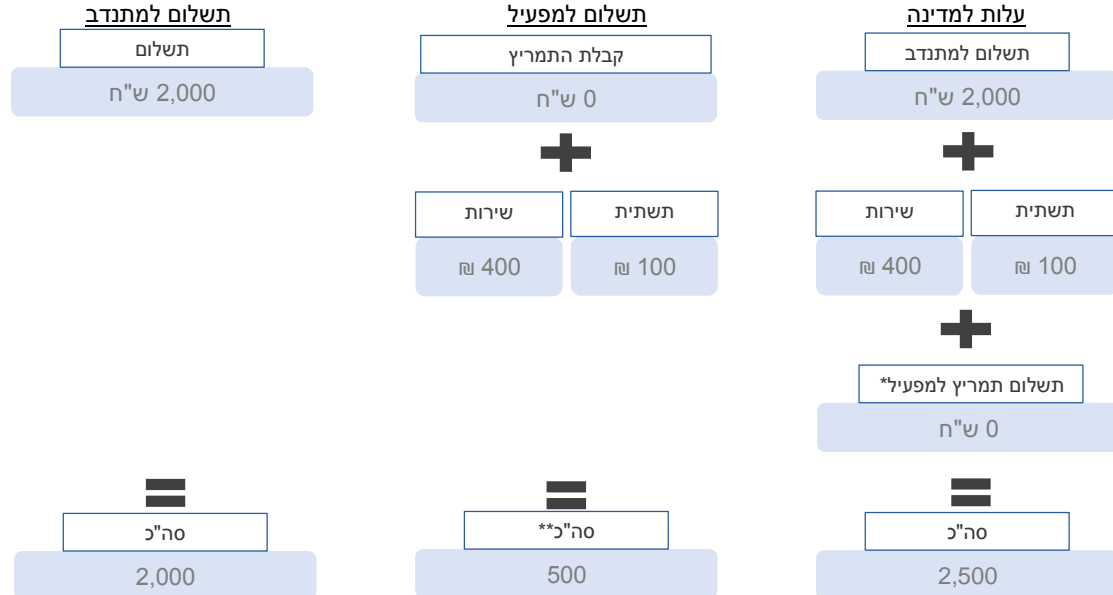 עלות למדינה
תשלום למתנדב
2,000 ש"ח
+
תשתית
שירות
100 ₪
400 ₪
+
תשלום תמריץ למפעיל*
0 ש"ח
=
סה"כ
2,500
תשלום למפעיל
קבלת התמריץ
0 ש"ח
+
תשתית
שירות
100 ₪
400 ₪
=
סה"כ**
500
תשלום למתנדב
תשלום
2,000 ש"ח
=
סה"כ
2,000